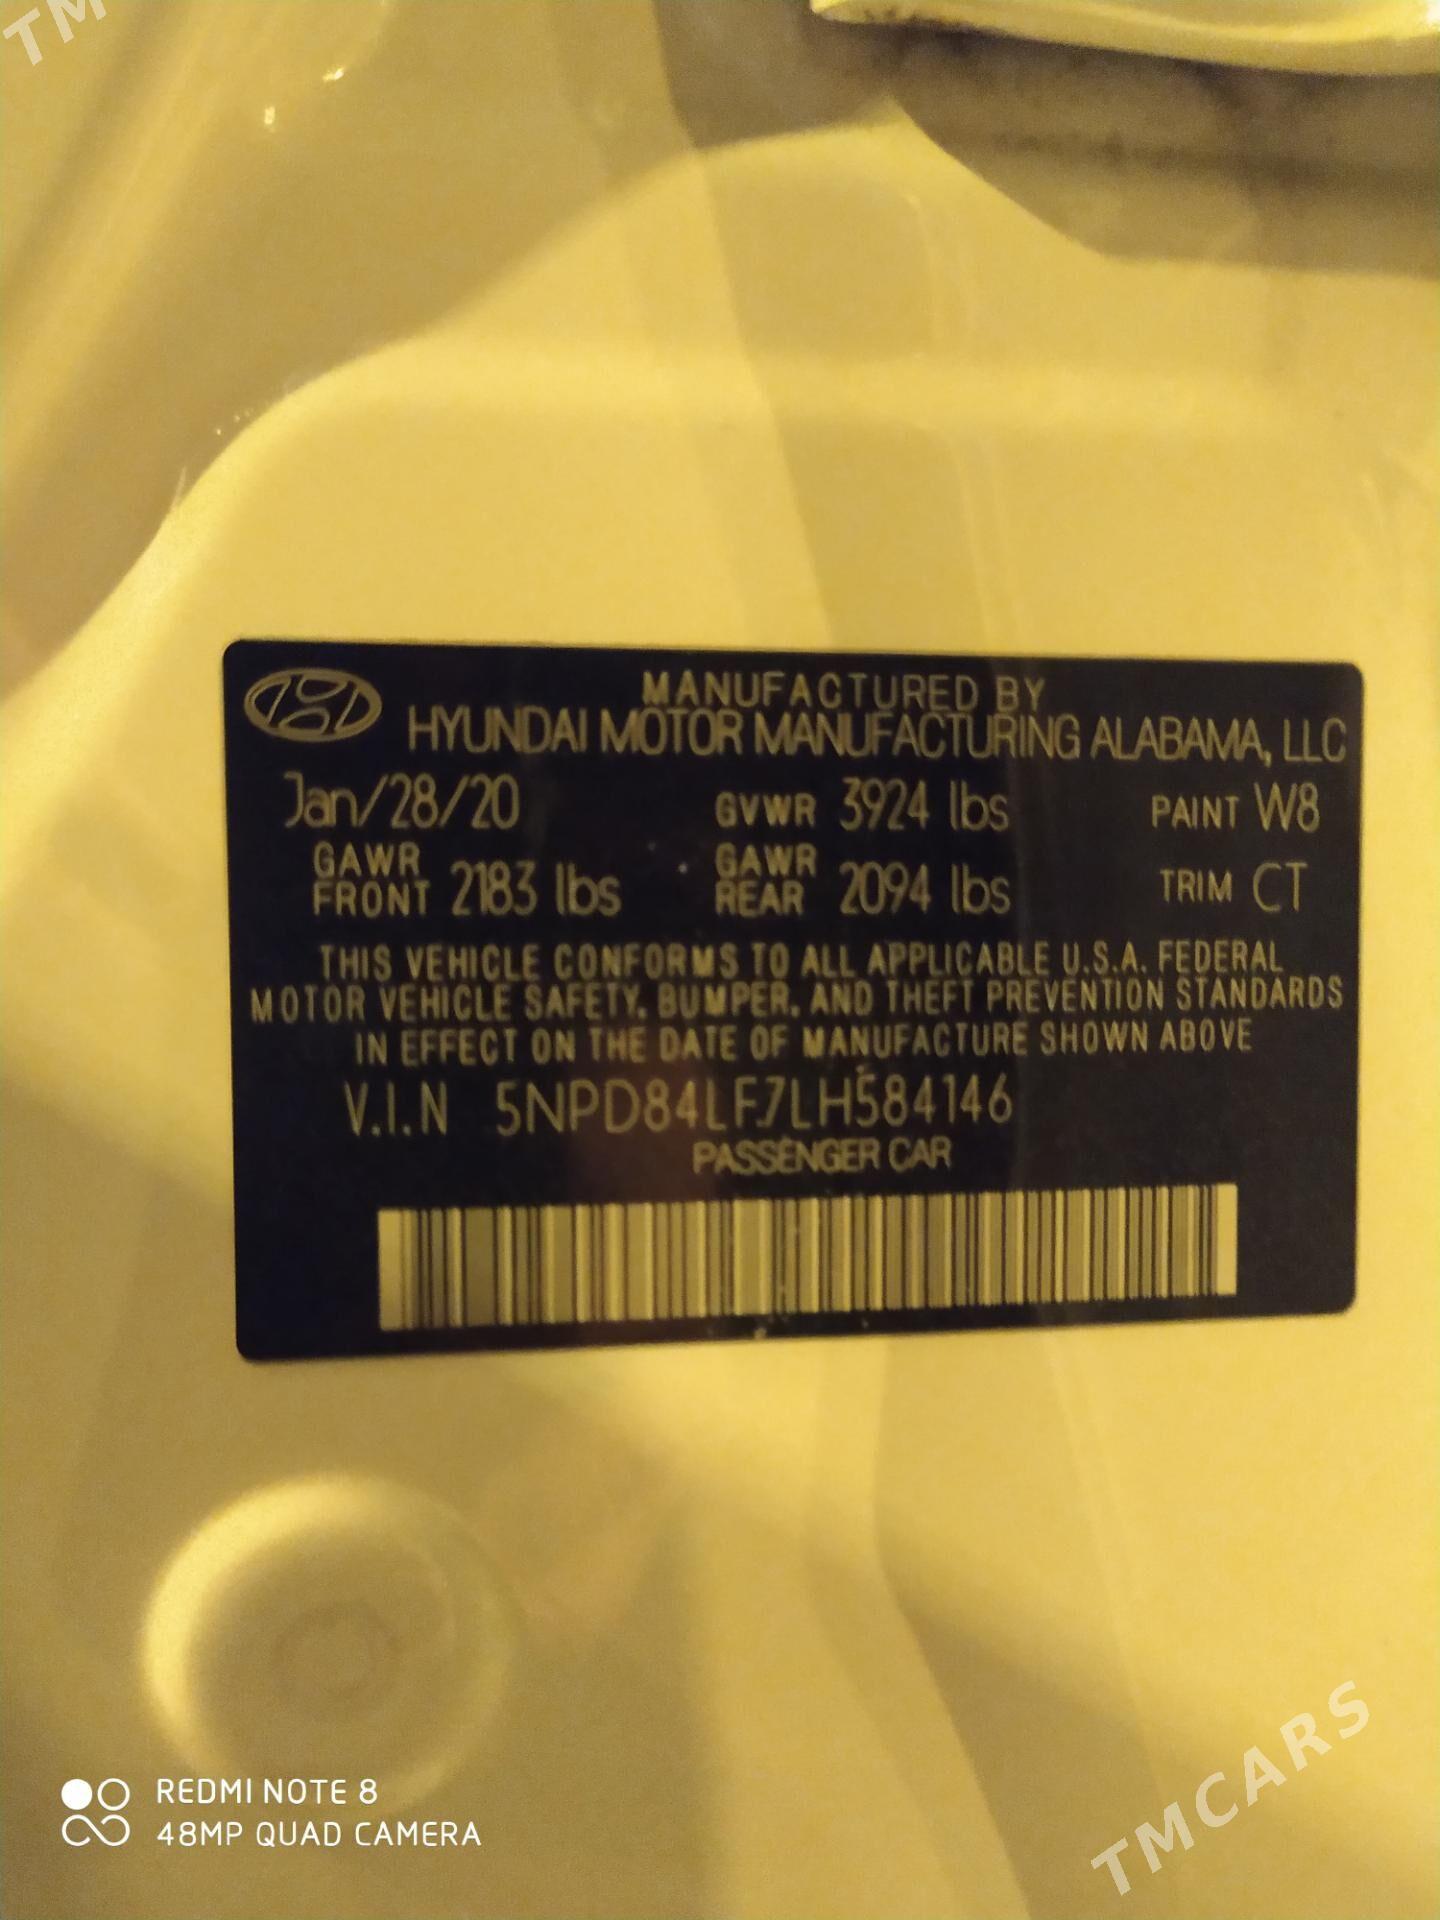 TM
MANUFACTURED BY
HYUNDAI MOTOR MANUFACTURING ALABAMA, LLC
Jan/28/20 GVWR 3924 lbs PAINT W8
GAWR FRONT 2183 lbs GAWR REAR 2094 lbs TRIM CT
THIS VEHICLE CONFORMS TO ALL APPLICABLE U.S.A. FEDERAL
MOTOR VEHICLE SAFETY, BUMPER, AND THEFT PREVENTION STANDARDS
IN EFFECT ON THE DATE OF MANUFACTURE SHOWN ABOVE
V.I.N 5NPD84LF7LH584146
PASSENGER CAR
REDMI NOTE 8
48MP QUAD CAMERA
TMCARS